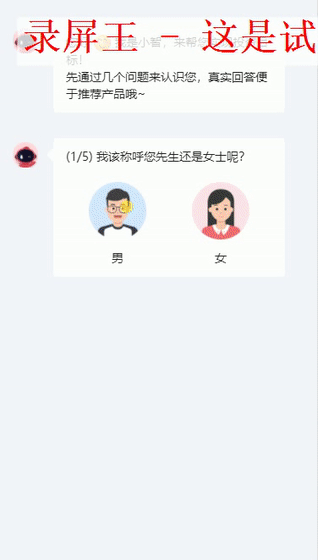 录屏王 - 这是试
我是小智，来帮您
标！
先通过几个问题来认识您，真实回答便
于推荐产品哦~
(1/5) 我该称呼您先生还是女士呢？
男
女